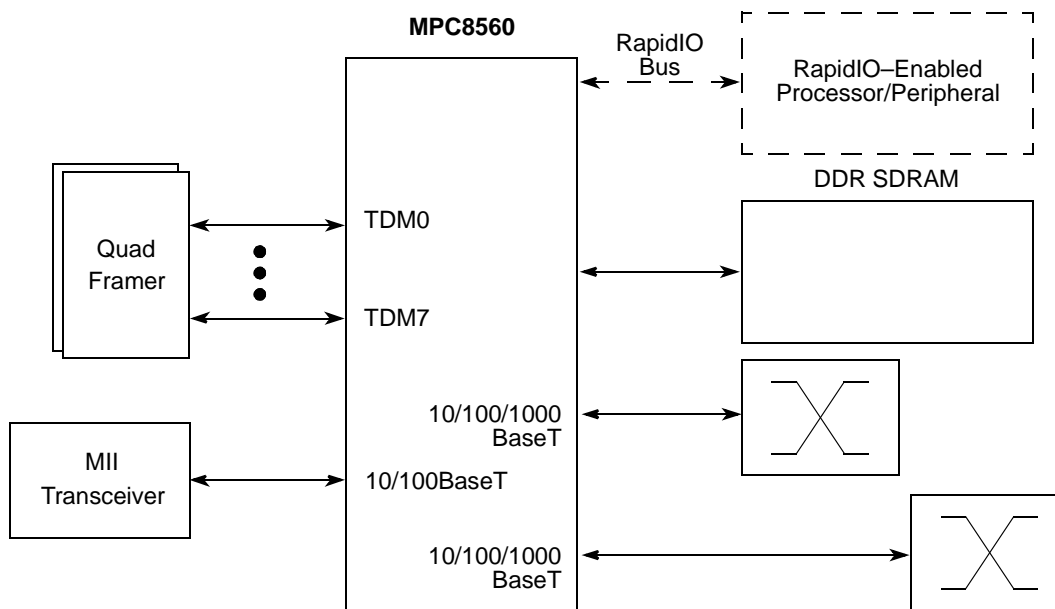 MPC8560
RapidIO
Bus
RapidIO–Enabled
Processor/Peripheral
DDR SDRAM
Quad
Framer
TDM0
TDM7
10/100/1000
BaseT
MII
Transceiver
10/100BaseT
10/100/1000
BaseT